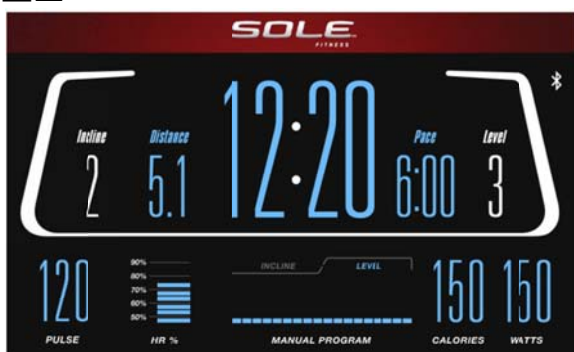 SOLE
FITNESS
Incline
2
Distance
5.1
12:20
Pace
6:00
Level
3
120
PULSE
90%
80%
70%
60%
50%
HR %
INCLINE
LEVEL
MANUAL PROGRAM
150
CALORIES
150
WATTS